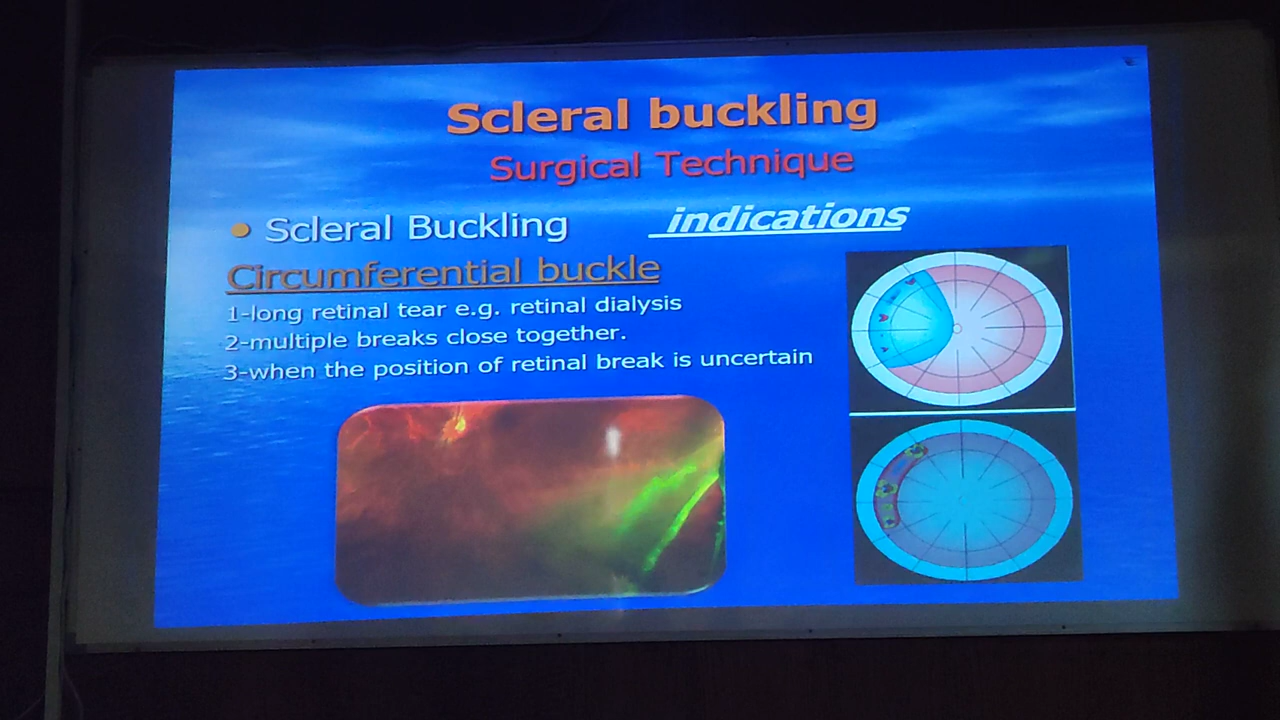 Scleral buckling
Surgical Technique
• Scleral Buckling indications
Circumferential buckle
1-long retinal tear e.g. retinal dialysis
2-multiple breaks close together.
3-when the position of retinal break is uncertain